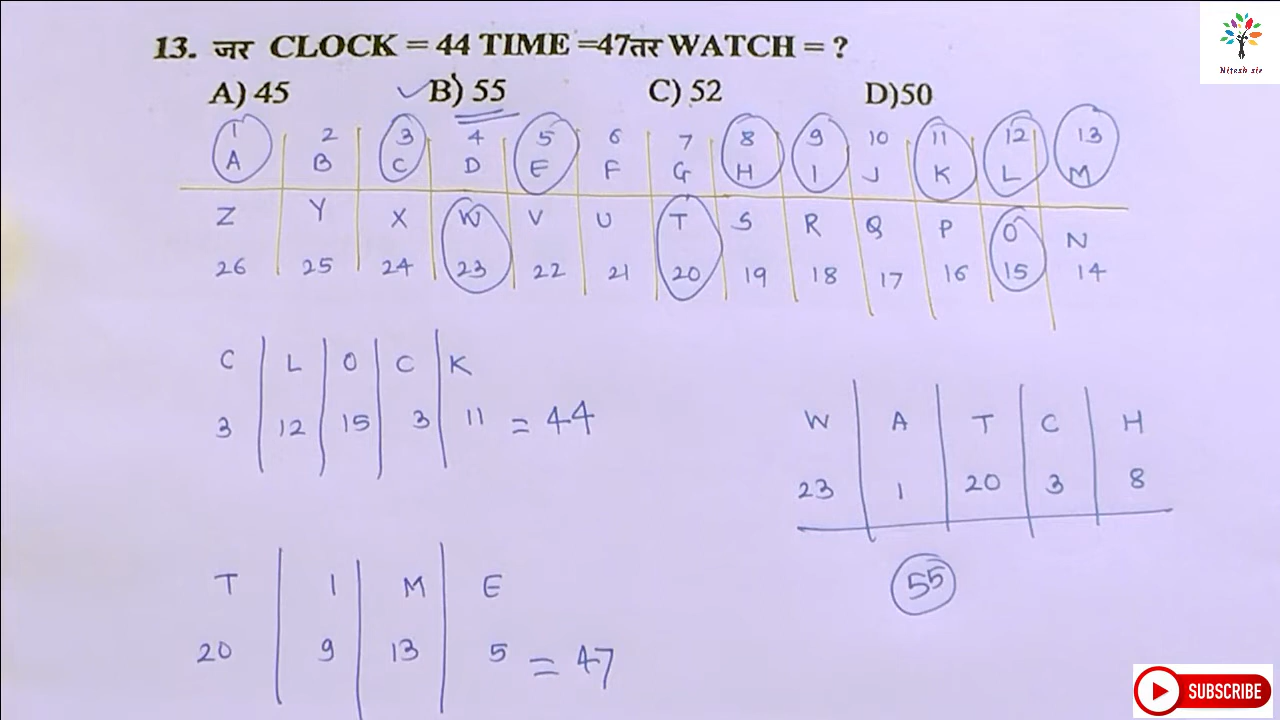 13. जर CLOCK = 44 TIME =47तर WATCH = ?
A) 45 B) 55 C) 52 D)50
1 2 3 4 5 6 7 8 9 10 11 12 13
A B C D E F G H I J K L M
Z Y X W V U T S R Q P O N
26 25 24 23 22 21 20 19 18 17 16 15 14
C L O C K
3 12 15 3 11 = 44
W A T C H
23 1 20 3 8
55
T I M E
20 9 13 5 = 47
Nitesh sir
SUBSCRIBE